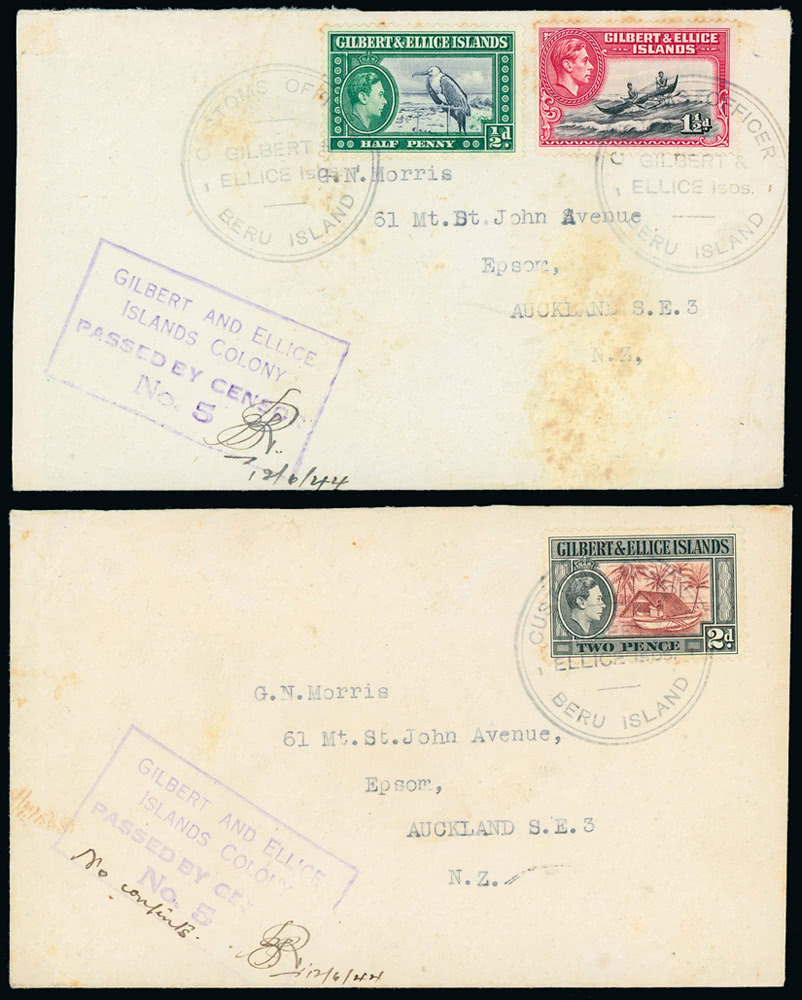 GILBERT & ELLICE ISLANDS
HALF PENNY
½d.
GILBERT & ELLICE
ISLANDS
1½d
CUSTOMS OFFI
GILBERT &
ELLICE ISDS.
BERU ISLAND
OFFICER
GILBERT &
ELLICE ISDS.
BERU ISLAND
G.N.Morris
61 Mt.St.John Avenue
Epsom,
AUCKLAND S.E.3
N.Z,
GILBERT AND ELLICE
ISLANDS COLONY
PASSED BY CENSO
No. 5
12/6/44
GILBERT & ELLICE ISLANDS
TWO PENCE
2d.
CUS
ELLICE ISDS.
BERU ISLAND
G.N.Morris
61 Mt.St.John Avenue,
Epsom,
AUCKLAND S.E.3
N.Z.
GILBERT AND ELLICE
ISLANDS COLONY
PASSED BY CE
No. 5
No contents.
12/6/44